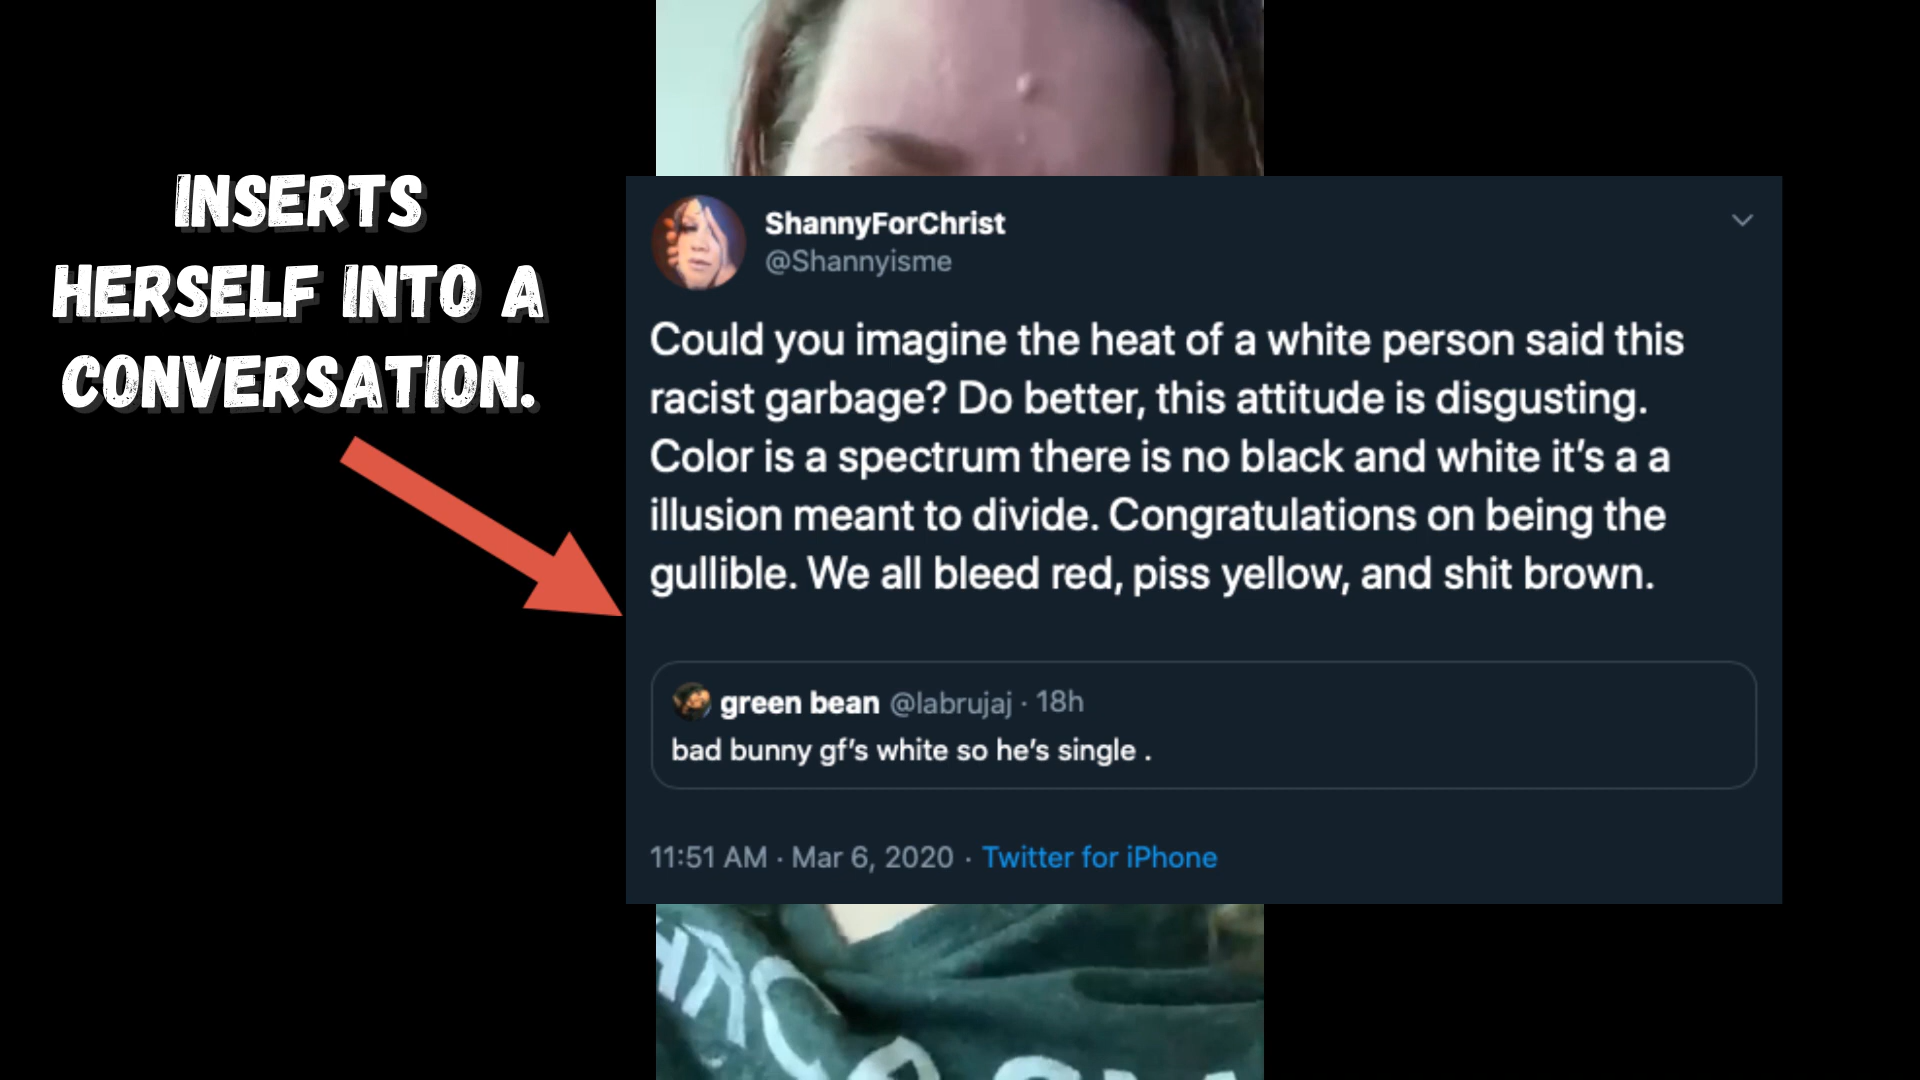 INSERTS
HERSELF INTO A
CONVERSATION.
ShannyForChrist
@Shannyisme
Could you imagine the heat of a white person said this
racist garbage? Do better, this attitude is disgusting.
Color is a spectrum there is no black and white it’s a a
illusion meant to divide. Congratulations on being the
gullible. We all bleed red, piss yellow, and shit brown.
green bean @labrujaj · 18h
bad bunny gf’s white so he’s single .
11:51 AM · Mar 6, 2020 · Twitter for iPhone